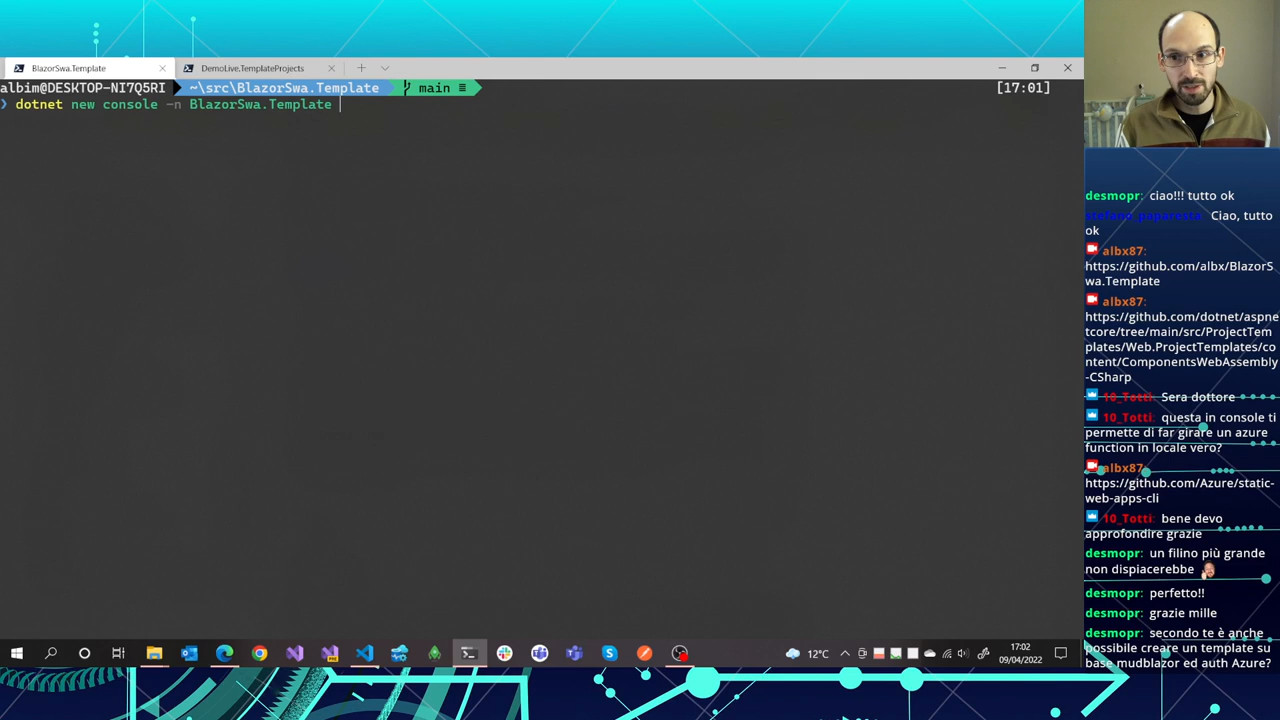 BlazorSwa.Template
DemoLive.TemplateProjects
albim@DESKTOP-NI7Q5RI ~\src\BlazorSwa.Template main ≡ [17:01]
❯ dotnet new console -n BlazorSwa.Template
desmopr: ciao!!! tutto ok
stefano_paparesta: Ciao, tutto
ok
albx87:
https://github.com/albx/BlazorS
wa.Template
albx87:
https://github.com/dotnet/aspne
tcore/tree/main/src/ProjectTem
plates/Web.ProjectTemplates/co
ntent/ComponentsWebAssembly
-CSharp
10_Totti: Sera dottore
10_Totti: questa in console ti
permette di far girare un azure
function in locale vero?
albx87:
https://github.com/Azure/static-
web-apps-cli
10_Totti: bene devo
approfondire grazie
desmopr: un filino più grande
non dispiacerebbe
desmopr: perfetto!!
desmopr: grazie mille
desmopr: secondo te è anche
possibile creare un template su
base mudblazor ed auth Azure?
12°C
17:02
09/04/2022